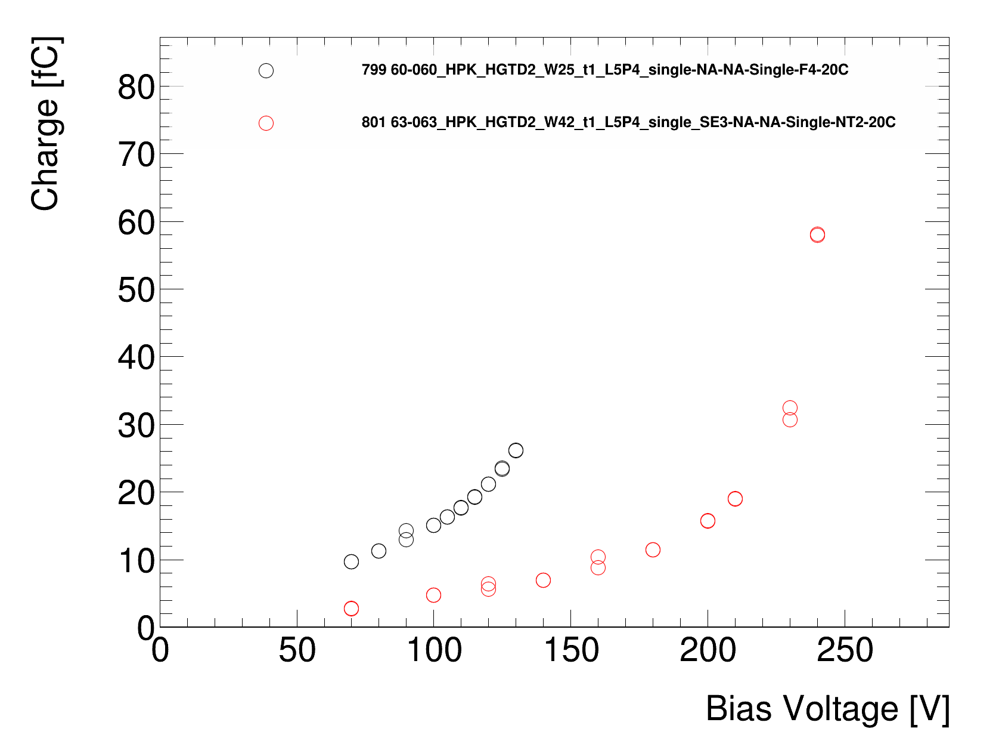 Charge [fC]
799 60-060_HPK_HGTD2_W25_t1_L5P4_single-NA-NA-Single-F4-20C
801 63-063_HPK_HGTD2_W42_t1_L5P4_single_SE3-NA-NA-Single-NT2-20C
80
70
60
50
40
30
20
10
0
0 50 100 150 200 250
Bias Voltage [V]